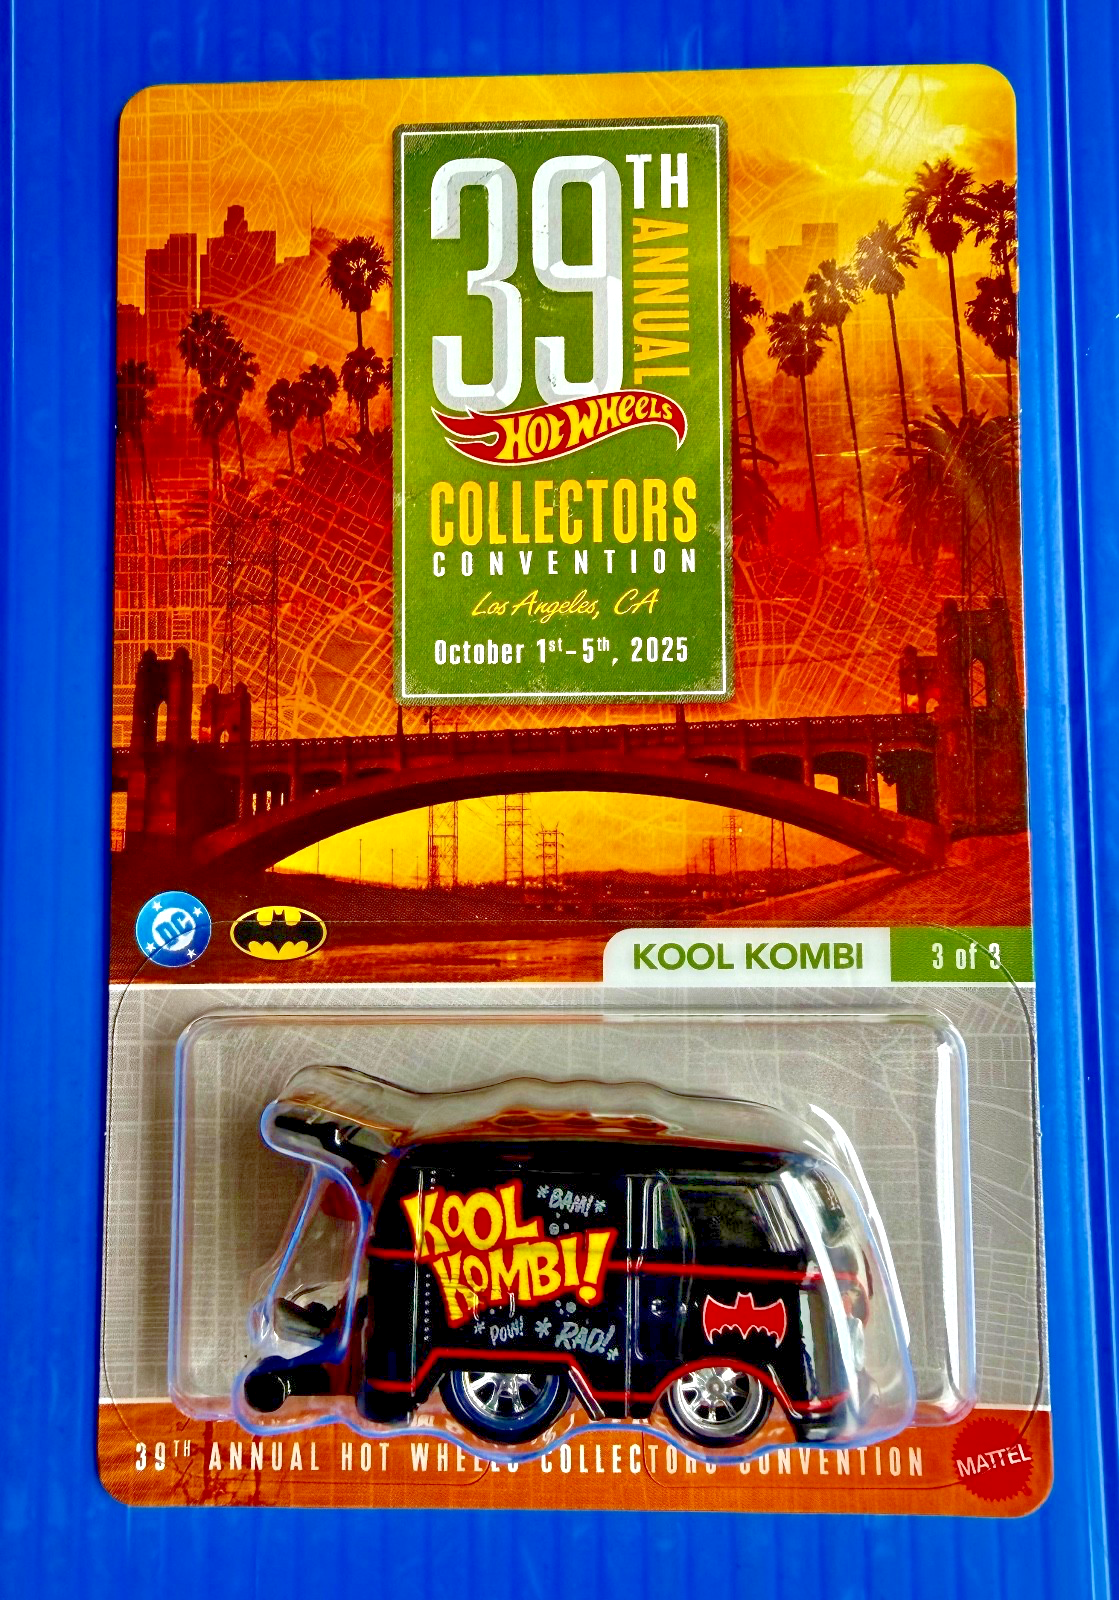 39TH
ANNUAL
HOT WHEELS
COLLECTORS
CONVENTION
Los Angeles, CA
October 1st-5th, 2025
DC
KOOL KOMBI
3 of 3
KOOL
KOMBI!
*BAM!*
*POW!
*RAD!*
39TH ANNUAL HOT WHEELS COLLECTORS CONVENTION
MATTEL